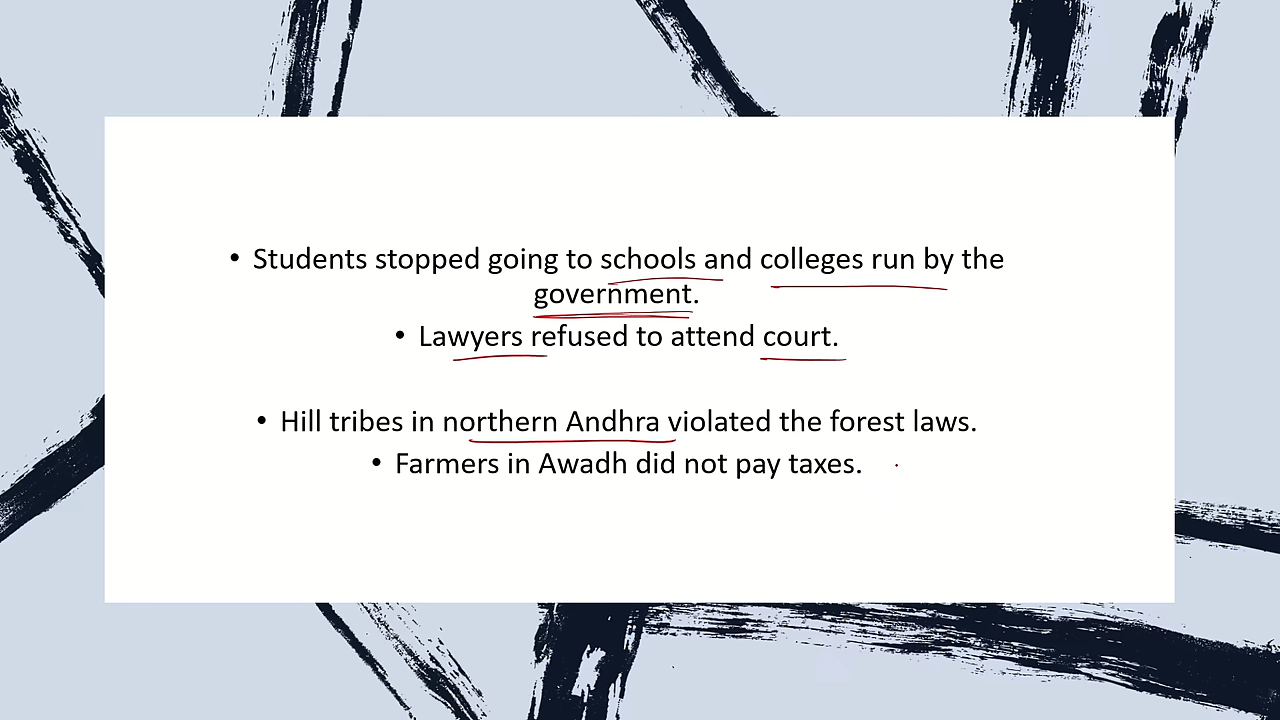 • Students stopped going to schools and colleges run by the
government.
• Lawyers refused to attend court.
• Hill tribes in northern Andhra violated the forest laws.
• Farmers in Awadh did not pay taxes.